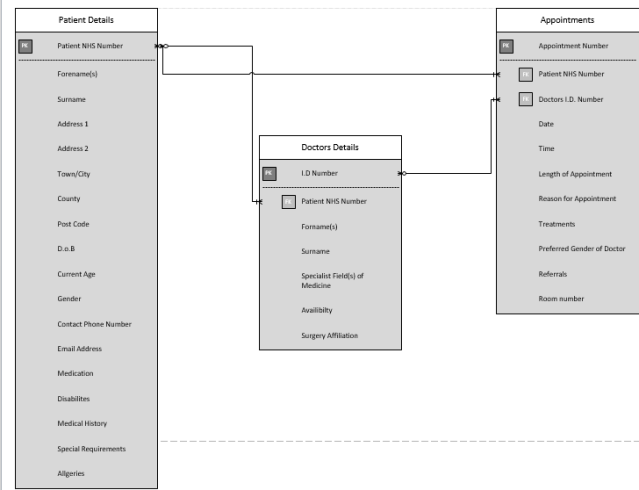 Patient Details
PK Patient NHS Number
Forename(s)
Surname
Address 1
Address 2
Town/City
County
Post Code
D.o.B
Current Age
Gender
Contact Phone Number
Email Address
Medication
Disabilites
Medical History
Special Requirements
Allgeries
Doctors Details
PK I.D Number
FK Patient NHS Number
Forname(s)
Surname
Specialist Field(s) of
Medicine
Availibilty
Surgery Affiliation
Appointments
PK Appointment Number
FK Patient NHS Number
FK Doctors I.D. Number
Date
Time
Length of Appointment
Reason for Appointment
Treatments
Preferred Gender of Doctor
Referrals
Room number